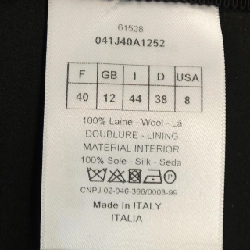 61528
041J40A1252
F GB I D USA
40 12 44 38 8
100% Laine - Wool - Lã
DOUBLURE - LINING
MATERIAL INTERIOR
100% Soie - Silk - Seda
CNPJ
Made in ITALY
ITALIA